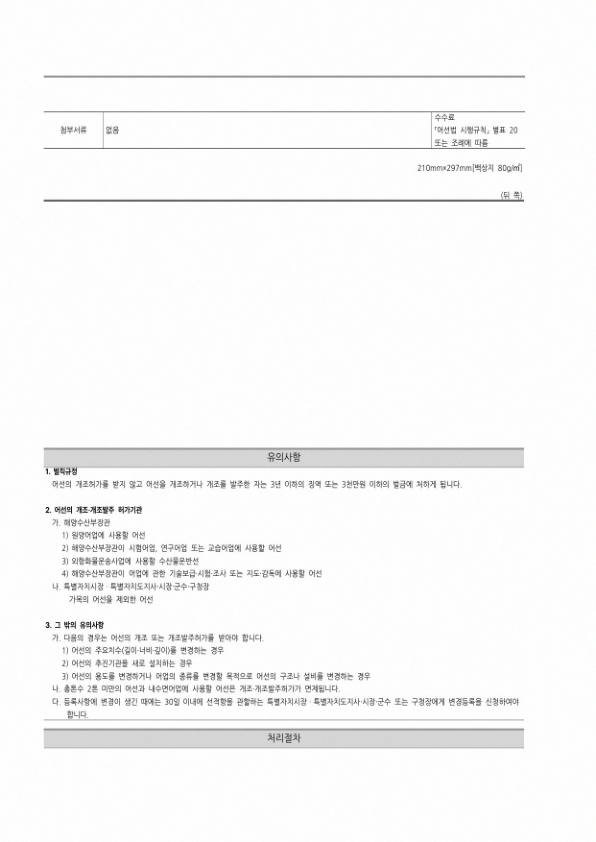 첨부서류
없음
수수료
「어선법 시행규칙」 별표 20
또는 조례에 따름
210mm×297mm[백상지 80g/㎡]
(뒤 쪽)
유의사항
1. 벌칙규정
어선의 개조허가를 받지 않고 어선을 개조하거나 개조를 발주한 자는 3년 이하의 징역 또는 3천만원 이하의 벌금에 처하게 됩니다.
2. 어선의 개조·개조발주 허가기관
가. 해양수산부장관
1) 원양어업에 사용할 어선
2) 해양수산부장관이 시험어업, 연구어업 또는 교습어업에 사용할 어선
3) 외항화물운송사업에 사용할 수산물운반선
4) 해양수산부장관이 어업에 관한 기술보급·시험·조사 또는 지도·감독에 사용할 어선
나. 특별자치시장ㆍ특별자치도지사·시장·군수·구청장
가목의 어선을 제외한 어선
3. 그 밖의 유의사항
가. 다음의 경우는 어선의 개조 또는 개조발주허가를 받아야 합니다.
1) 어선의 주요치수(길이·너비·깊이)를 변경하는 경우
2) 어선의 추진기관을 새로 설치하는 경우
3) 어선의 용도를 변경하거나 어업의 종류를 변경할 목적으로 어선의 구조나 설비를 변경하는 경우
나. 총톤수 2톤 미만의 어선과 내수면어업에 사용할 어선은 개조·개조발주허가가 면제됩니다.
다. 등록사항에 변경이 생긴 때에는 30일 이내에 선적항을 관할하는 특별자치시장ㆍ특별자치도지사·시장·군수 또는 구청장에게 변경등록을 신청하여야
합니다.
처리절차